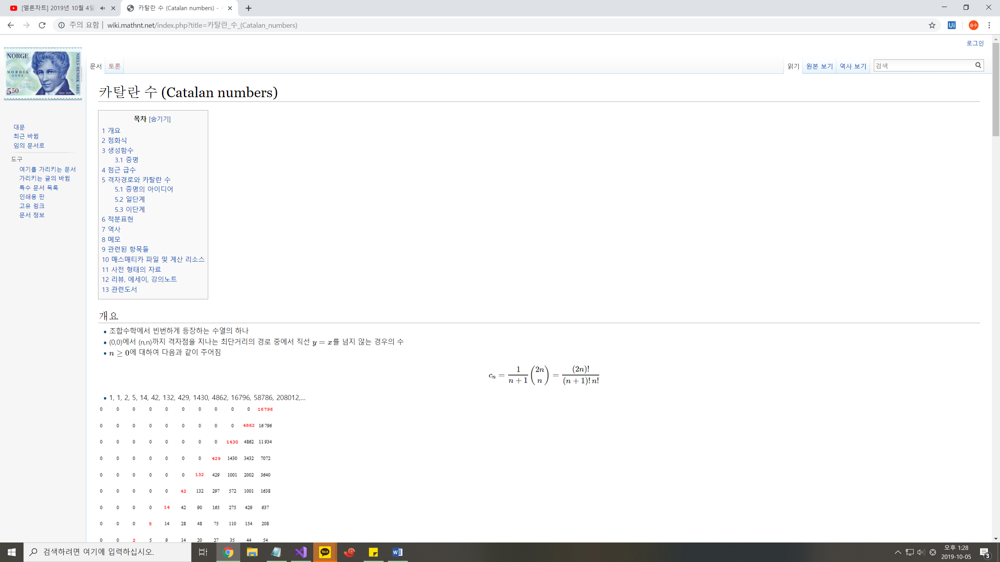 [멜론차트] 2019년 10월 4일
카탈란 수 (Catalan numbers) -
주의 요함 | wiki.mathnt.net/index.php?title=카탈란_수_(Catalan_numbers)
Ui
승수
로그인
NORGE
NORDIA
2002
NIELS HENRIK ABEL
5⁵⁰
1802-1829
문서
토론
읽기
원본 보기
역사 보기
검색
카탈란 수 (Catalan numbers)
대문
최근 바뀜
임의 문서로
도구
여기를 가리키는 문서
가리키는 글의 바뀜
특수 문서 목록
인쇄용 판
고유 링크
문서 정보
목차 [숨기기]
1 개요
2 점화식
3 생성함수
3.1 증명
4 점근 급수
5 격자경로와 카탈란 수
5.1 증명의 아이디어
5.2 일단계
5.3 이단계
6 적분표현
7 역사
8 메모
9 관련된 항목들
10 매스매티카 파일 및 계산 리소스
11 사전 형태의 자료
12 리뷰, 에세이, 강의노트
13 관련도서
개요
조합수학에서 빈번하게 등장하는 수열의 하나
(0,0)에서 (n,n)까지 격자점을 지나는 최단거리의 경로 중에서 직선 y = x를 넘지 않는 경우의 수
n ≥ 0에 대하여 다음과 같이 주어짐
c_n = \frac{1}{n+1}\binom{2n}{n} = \frac{(2n)!}{(n+1)!\,n!}
1, 1, 2, 5, 14, 42, 132, 429, 1430, 4862, 16796, 58786, 208012,...
0 0 0 0 0 0 0 0 0 0 16796
0 0 0 0 0 0 0 0 0 4862 16796
0 0 0 0 0 0 0 0 1430 4862 11934
0 0 0 0 0 0 0 429 1430 3432 7072
0 0 0 0 0 0 132 429 1001 2002 3640
0 0 0 0 0 42 132 297 572 1001 1638
0 0 0 0 14 42 90 165 275 429 637
0 0 0 5 14 28 48 75 110 154 208
0 0 2 5 9 14 20 27 35 44 54
검색하려면 여기에 입력하십시오.
TALK
오후 1:28
2019-10-05
3